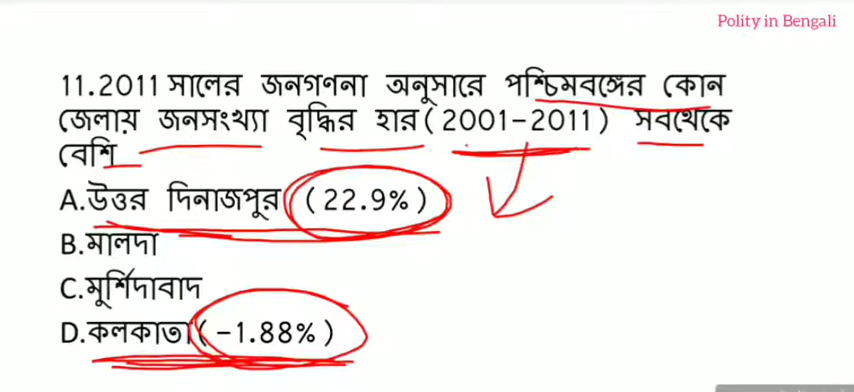 Polity in Bengali
11.2011 সালের জনগণনা অনুসারে পশ্চিমবঙ্গের কোন
জেলায় জনসংখ্যা বৃদ্ধির হার(2001-2011) সবথেকে
বেশি
A.উত্তর দিনাজপুর (22.9%)
B.মালদা
C.মুর্শিদাবাদ
D.কলকাতা(-1.88%)